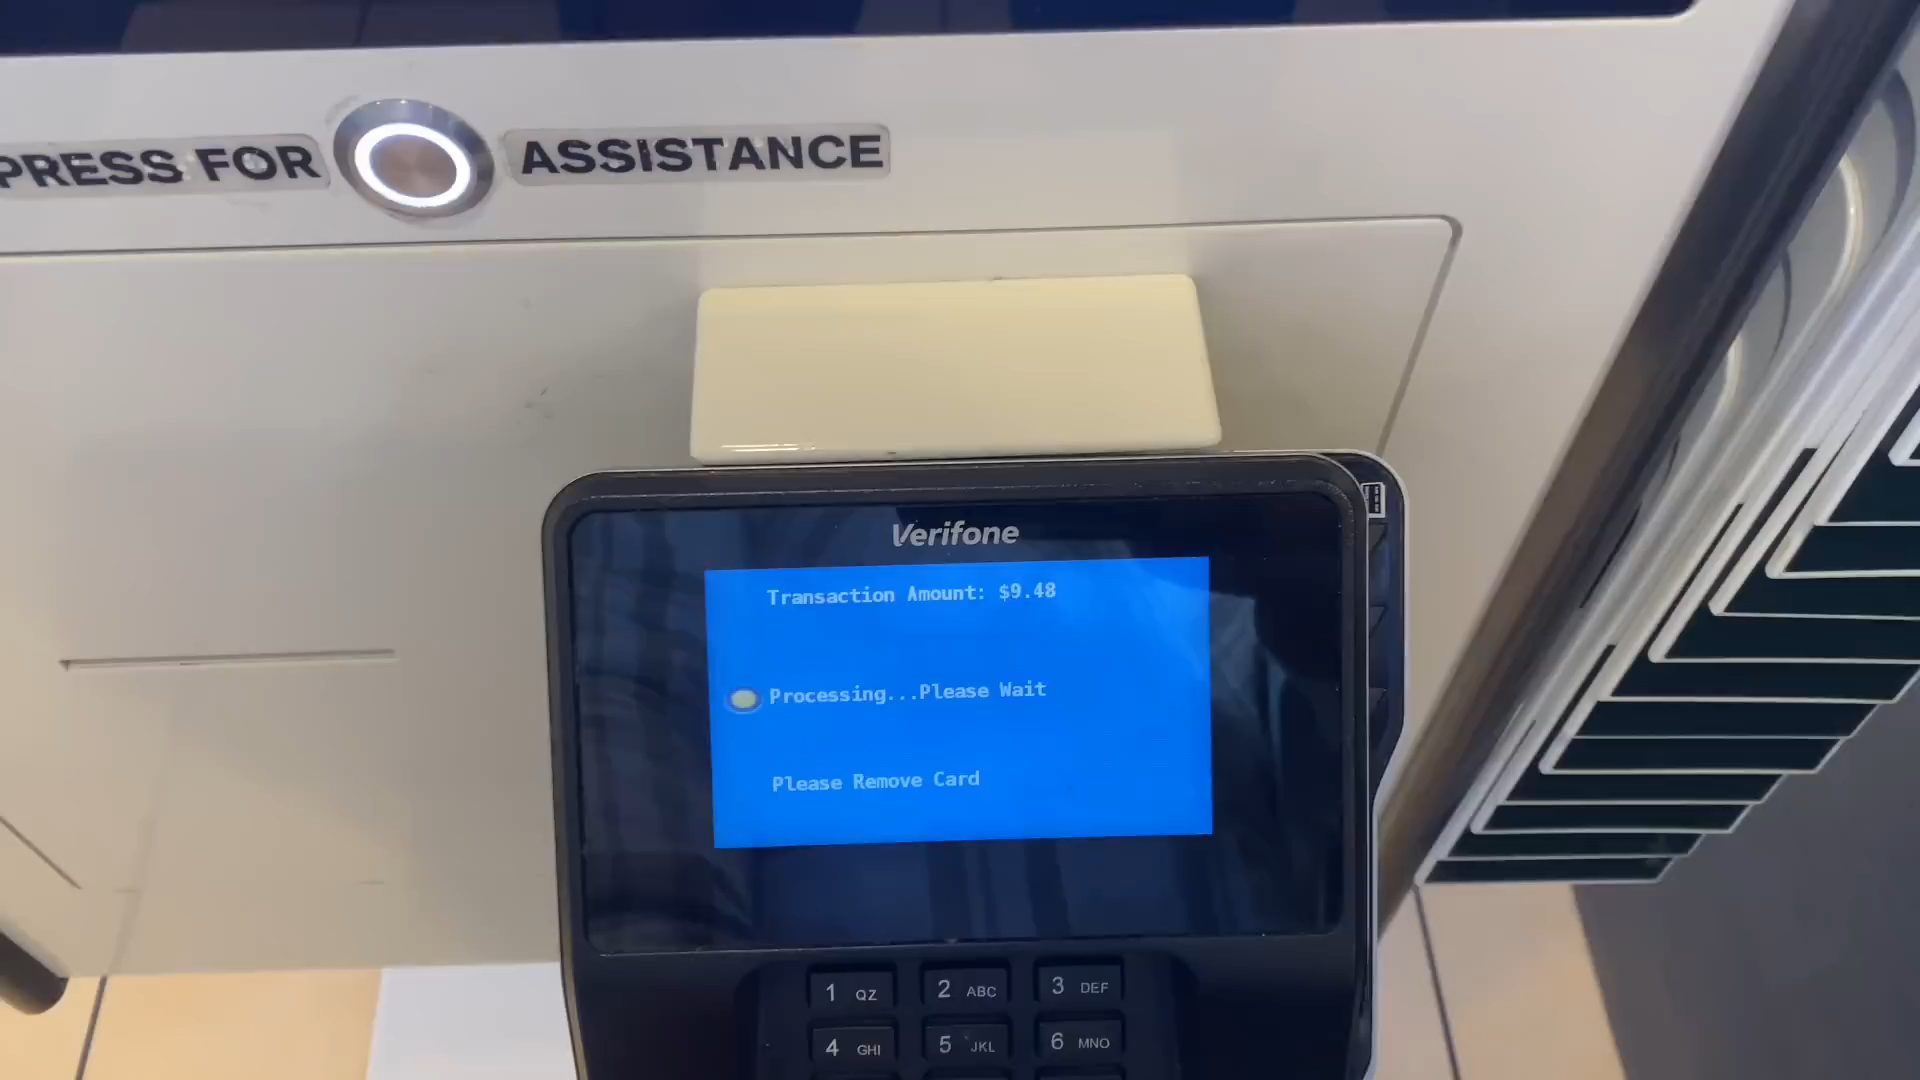 PRESS FOR ASSISTANCE
Verifone
Transaction Amount: $9.48
Processing...Please Wait
Please Remove Card
1 QZ 2 ABC 3 DEF
4 GHI 5 JKL 6 MNO